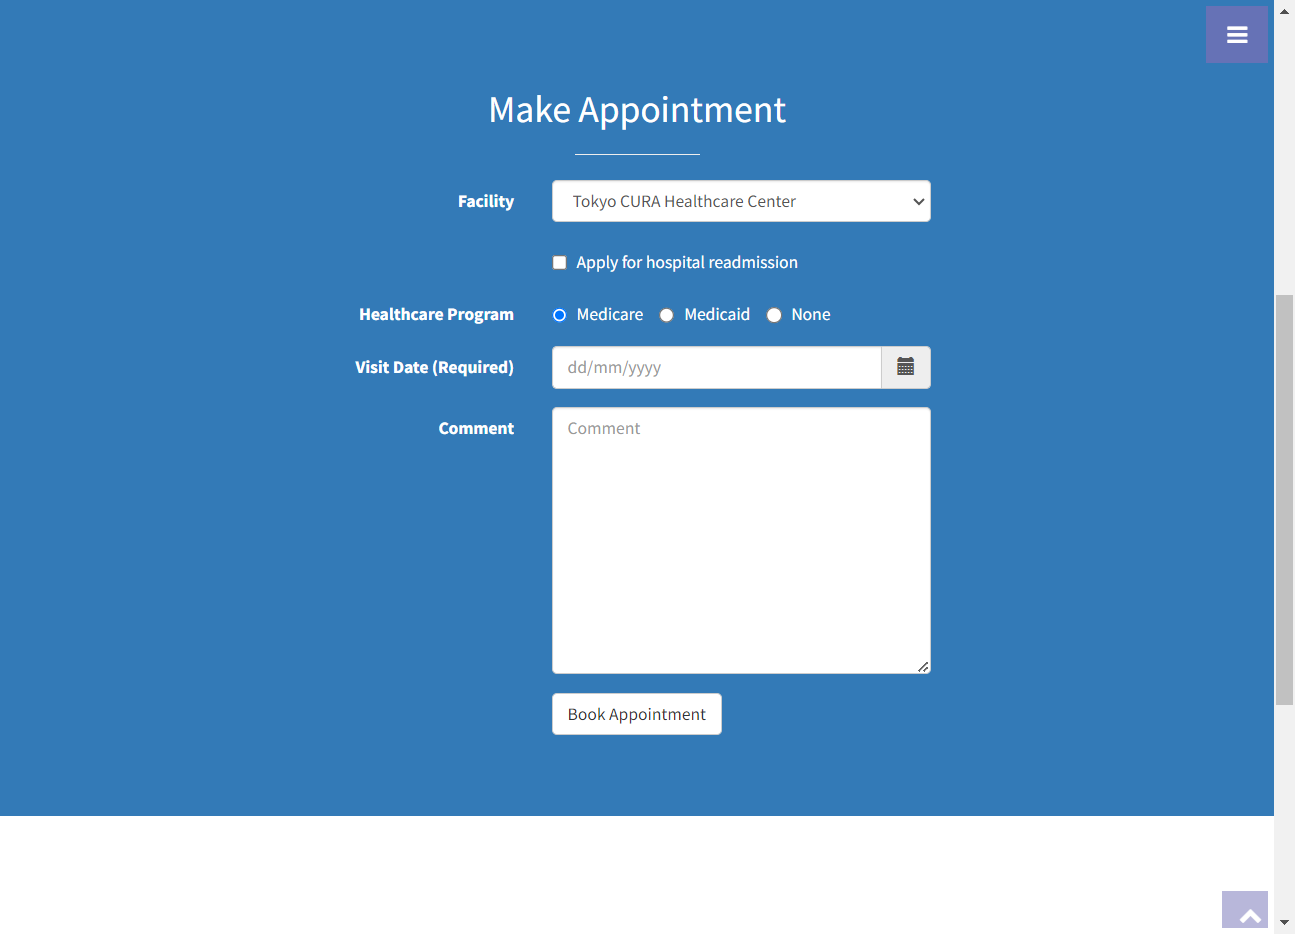 Make Appointment
Facility
Tokyo CURA Healthcare Center
Apply for hospital readmission
Healthcare Program
Medicare Medicaid None
Visit Date (Required)
dd/mm/yyyy
Comment
Comment
Book Appointment